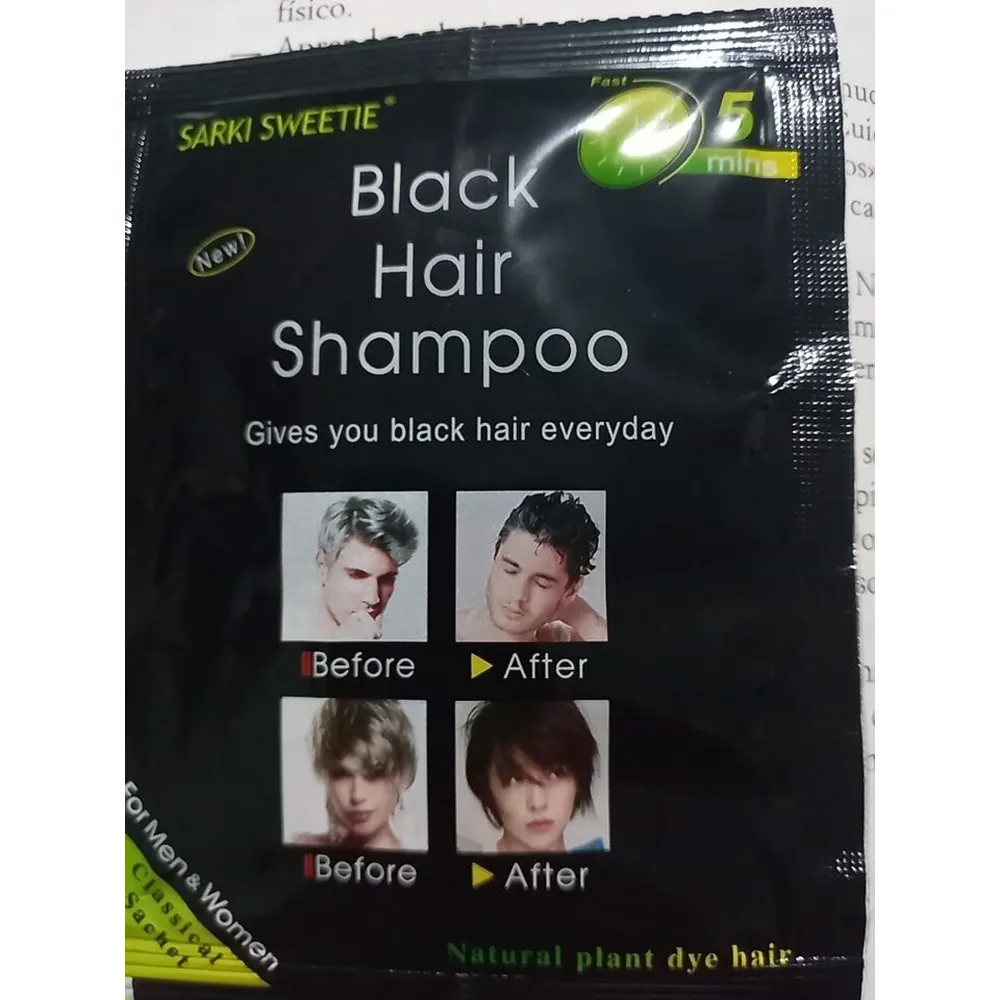 físico.
SARKI SWEETIE®
Fast
5
mins
Black
Hair
Shampoo
New!
Gives you black hair everyday
Before
After
Before
After
For Men & Women
Classical
Sachet
Natural plant dye hair